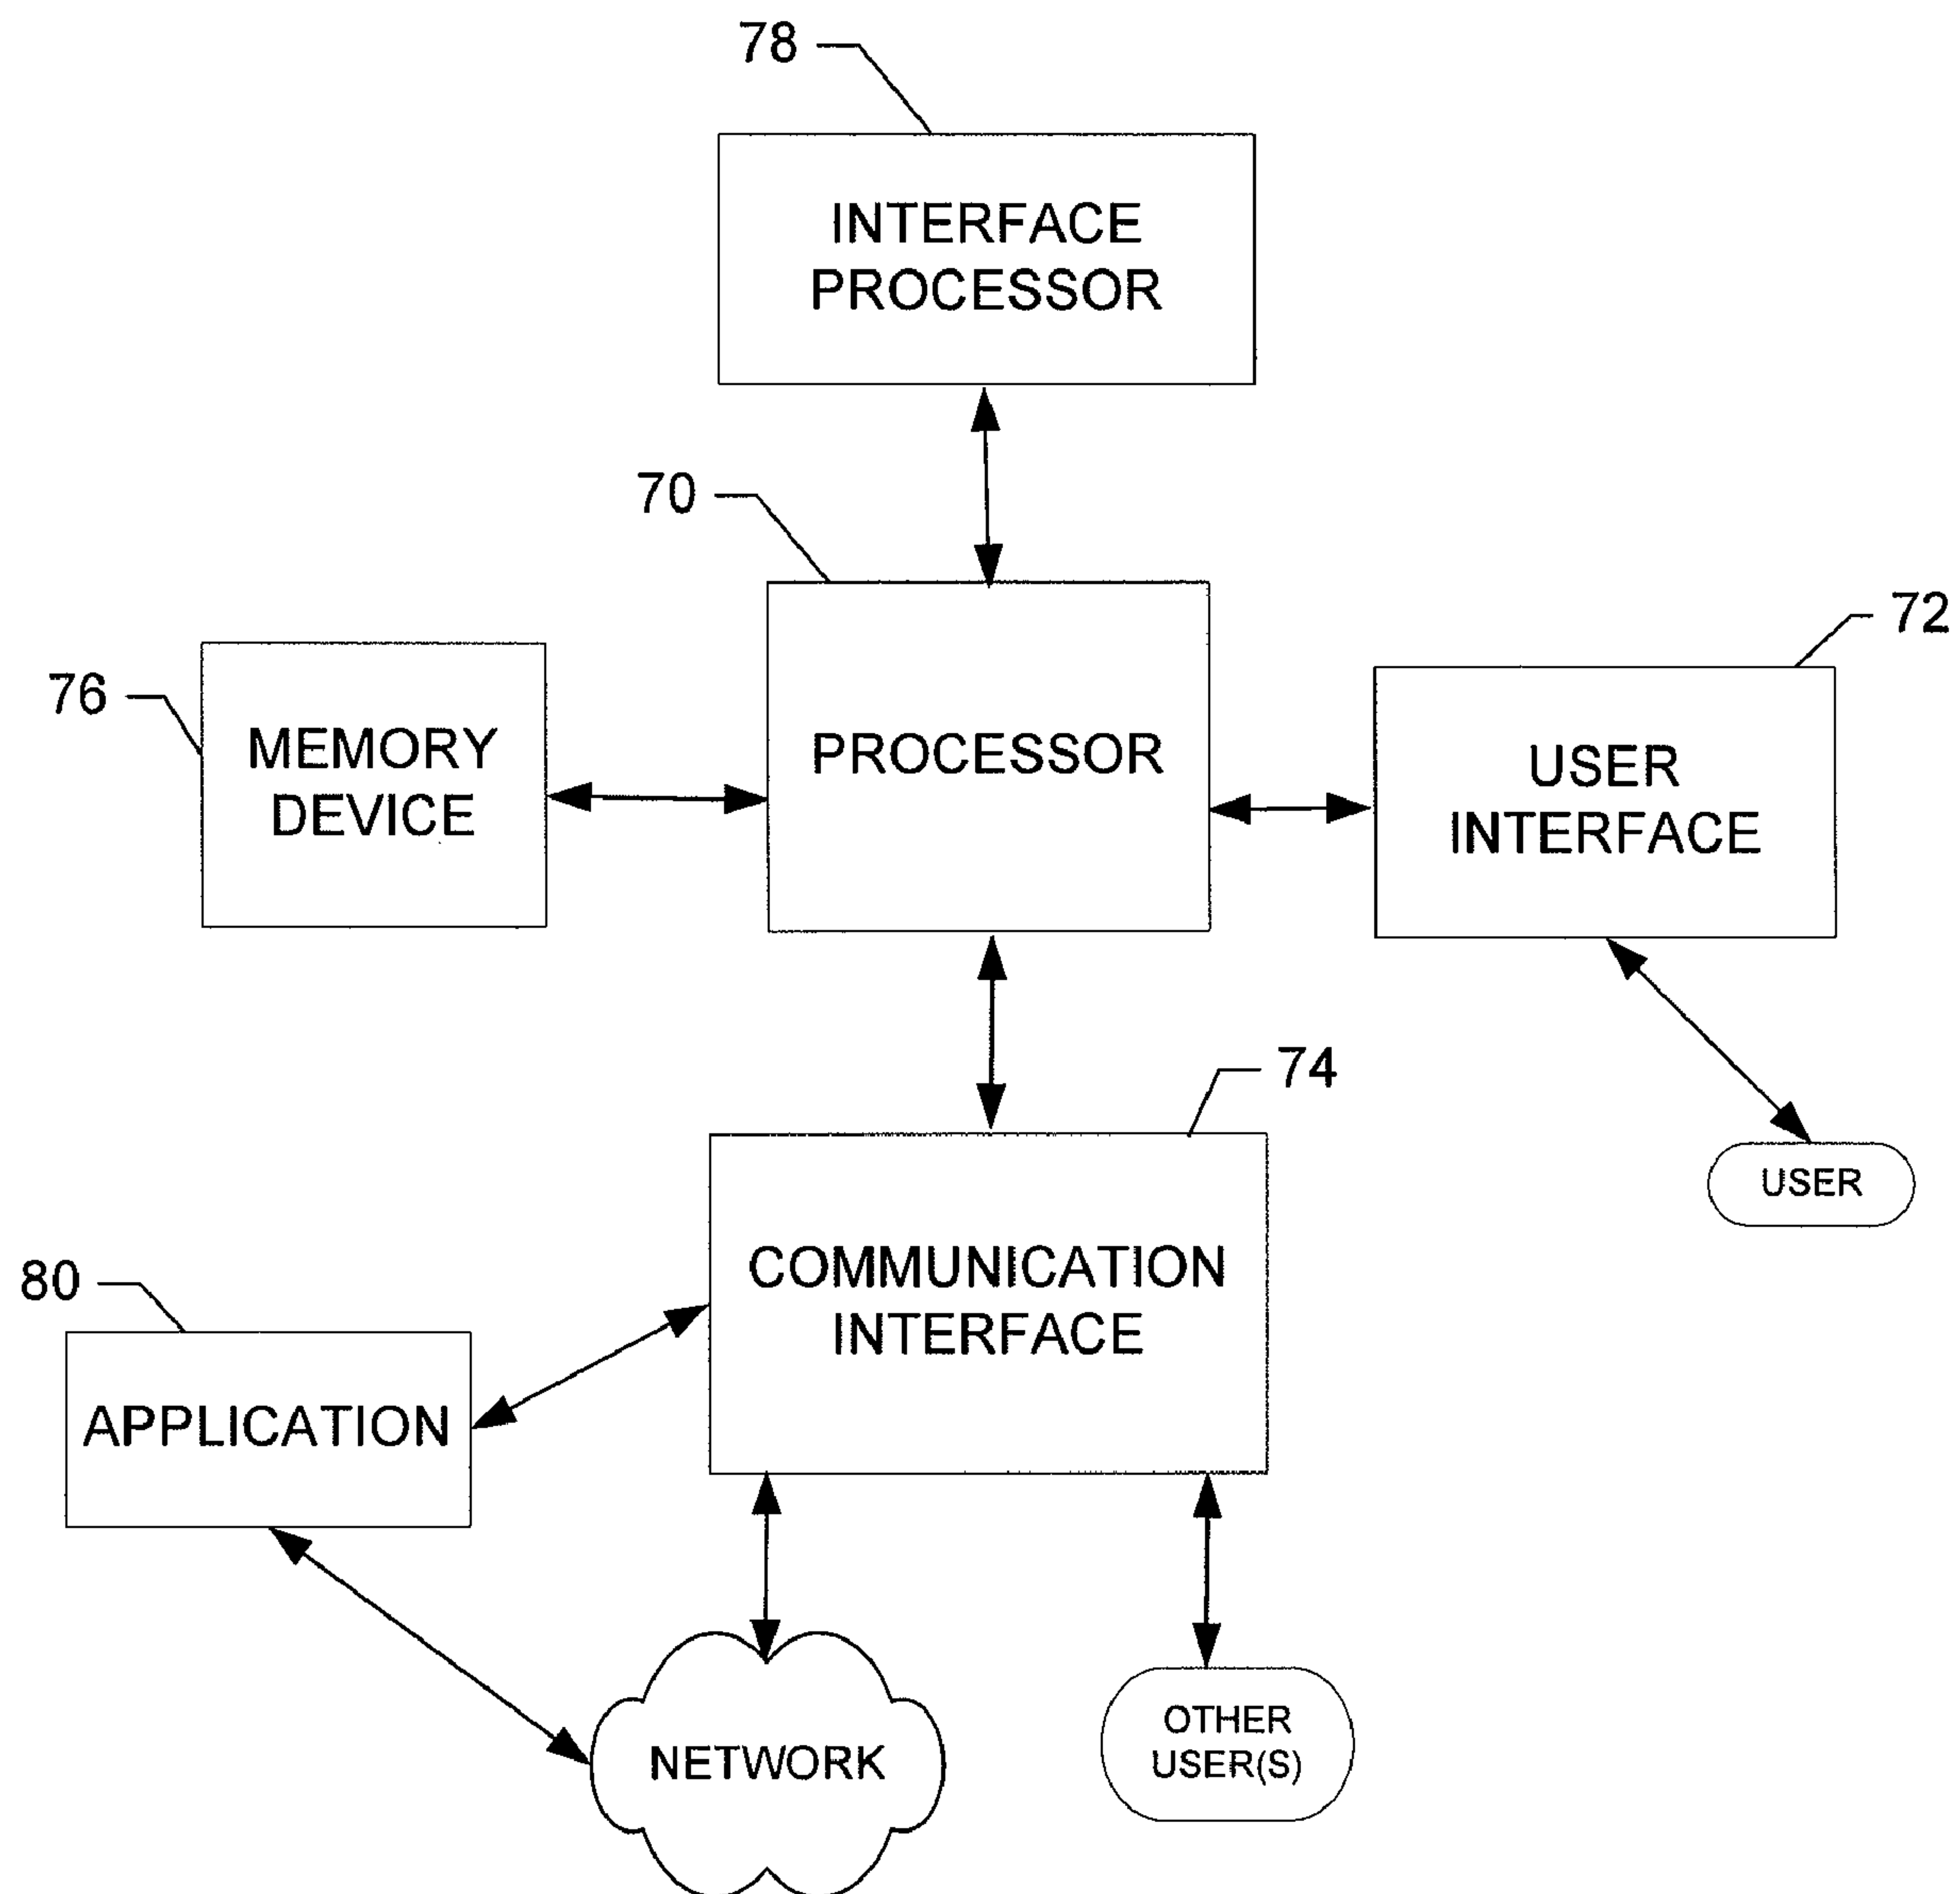 78
INTERFACE
PROCESSOR
70
72
76
MEMORY
DEVICE
PROCESSOR
USER
INTERFACE
74
USER
80
COMMUNICATION
INTERFACE
APPLICATION
NETWORK
OTHER
USER(S)